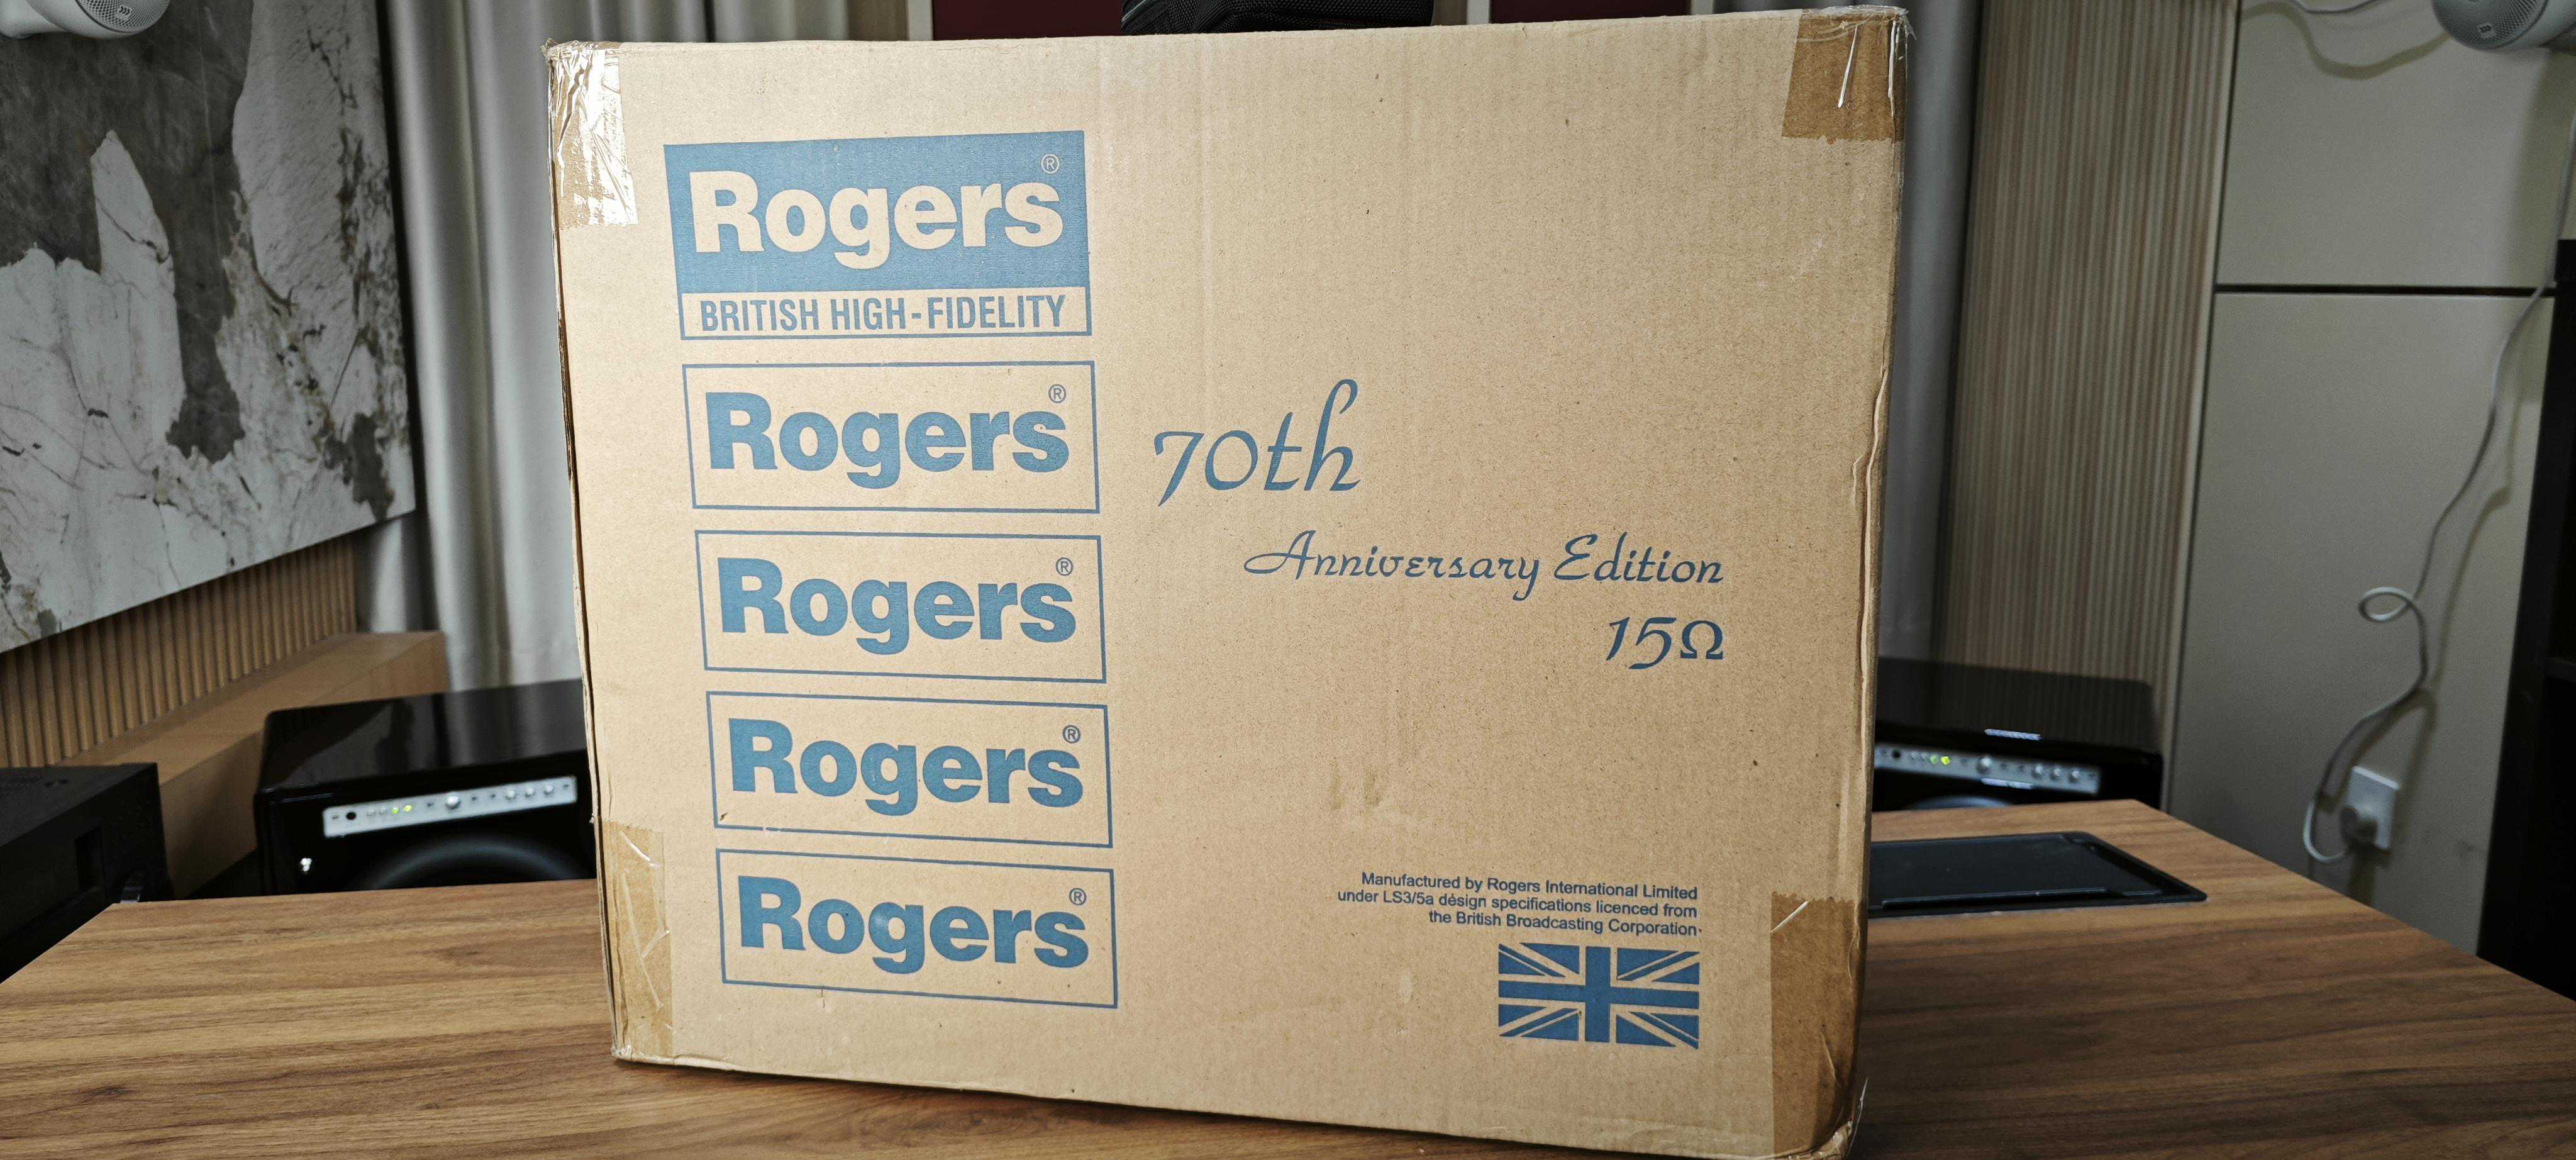 Rogers®
BRITISH HIGH-FIDELITY
Rogers®
Rogers®
Rogers®
Rogers®
70th
Anniversary Edition
15Ω
Manufactured by Rogers International Limited
under LS3/5a design specifications licenced from
the British Broadcasting Corporation.